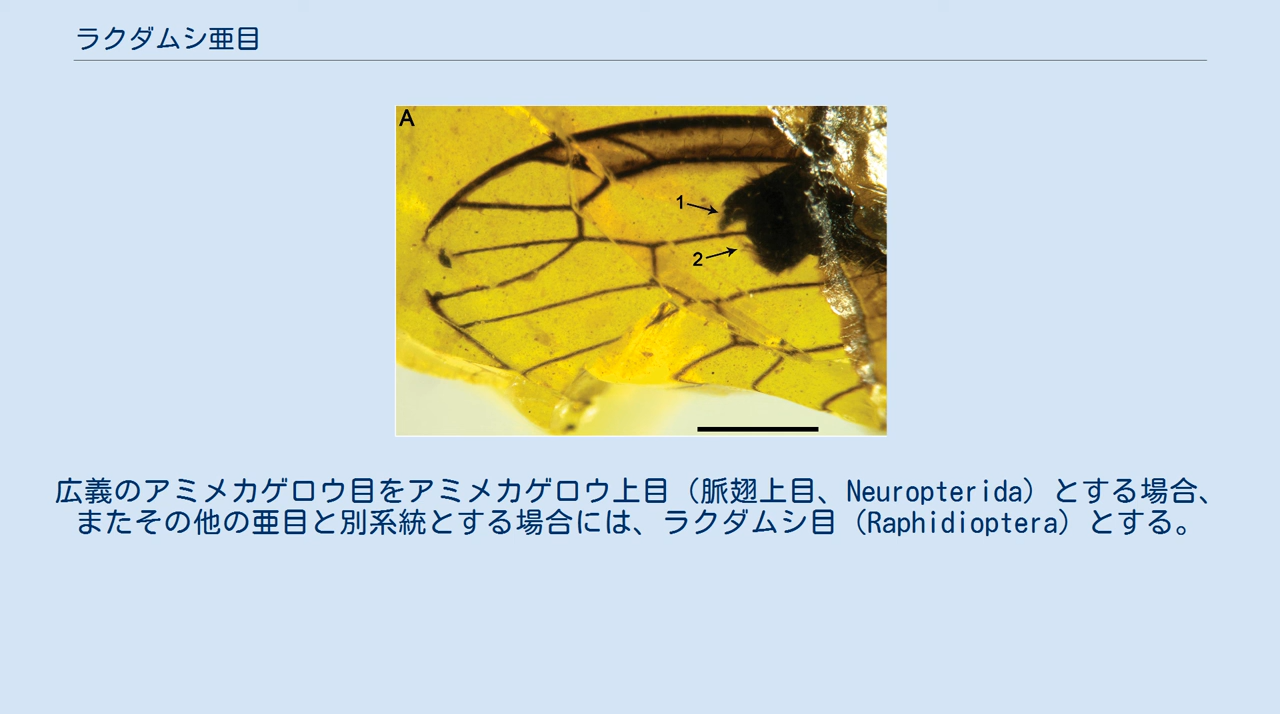 ラクダムシ亜目
A
1
2
広義のアミメカゲロウ目をアミメカゲロウ上目（脈翅上目、Neuropterida）とする場合、
またその他の亜目と別系統とする場合には、ラクダムシ目（Raphidioptera）とする。